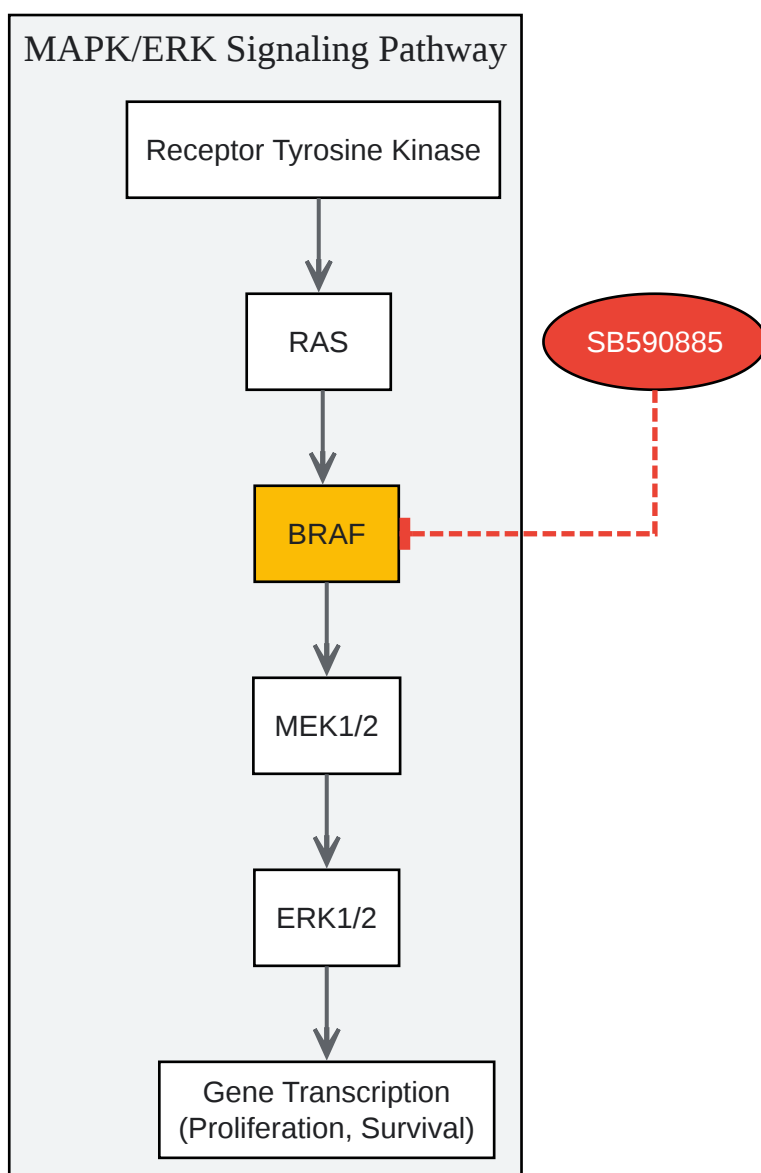 MAPK/ERK Signaling Pathway
Receptor Tyrosine Kinase
RAS
SB590885
BRAF
MEK1/2
ERK1/2
Gene Transcription
(Proliferation, Survival)